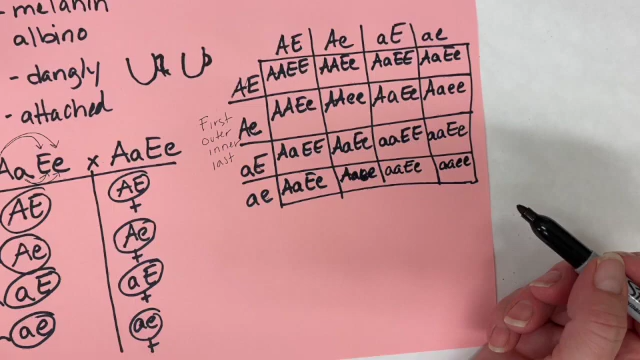 - melanin
albino
- dangly
- attached
AaEe x AaEe
AE AE
+
Ae Ae
+
aE aE
+
ae ae
+
First
outer
inner
last
AE Ae aE ae
AE AAEE AAEe AaEE AaEe
Ae AAEe AAee AaEe Aaee
aE AaEE AaEe aaEE aaEe
ae AaEe aaEe aaee